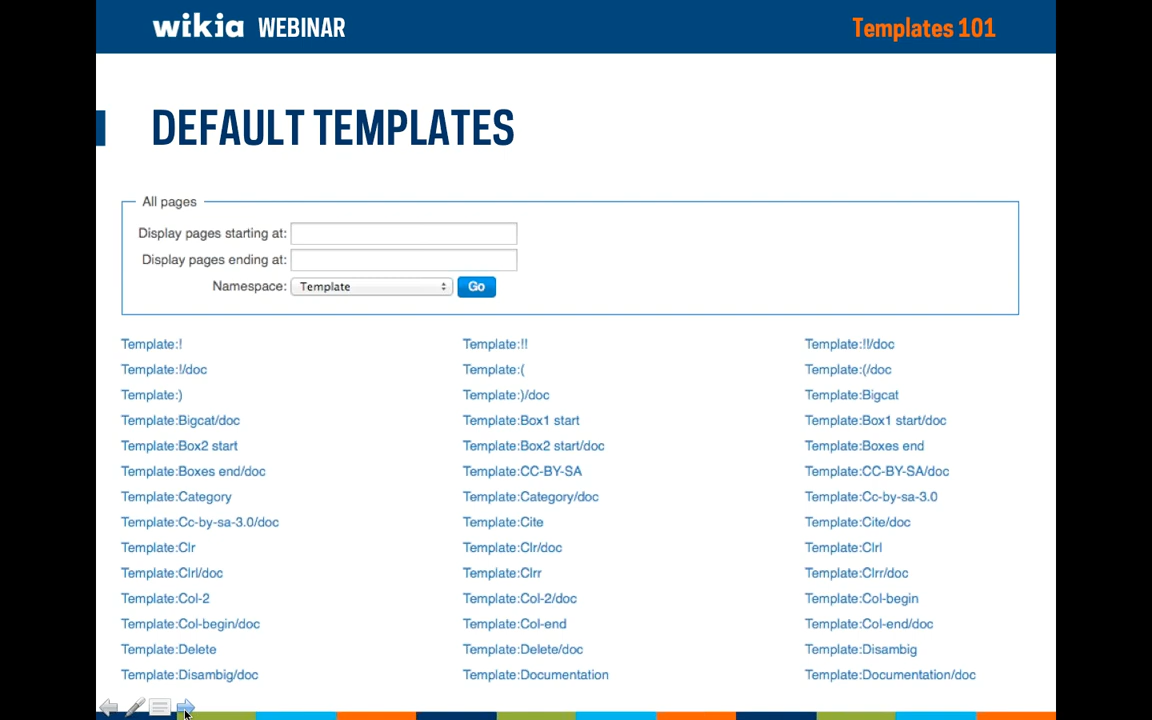 wikia WEBINAR Templates 101
DEFAULT TEMPLATES
All pages
Display pages starting at:
Display pages ending at:
Namespace: Template Go
Template:! Template:!! Template:!!/doc
Template:!/doc Template:( Template:(/doc
Template:) Template:)/doc Template:Bigcat
Template:Bigcat/doc Template:Box1 start Template:Box1 start/doc
Template:Box2 start Template:Box2 start/doc Template:Boxes end
Template:Boxes end/doc Template:CC-BY-SA Template:CC-BY-SA/doc
Template:Category Template:Category/doc Template:Cc-by-sa-3.0
Template:Cc-by-sa-3.0/doc Template:Cite Template:Cite/doc
Template:Clr Template:Clr/doc Template:Clrl
Template:Clrl/doc Template:Clrr Template:Clrr/doc
Template:Col-2 Template:Col-2/doc Template:Col-begin
Template:Col-begin/doc Template:Col-end Template:Col-end/doc
Template:Delete Template:Delete/doc Template:Disambig
Template:Disambig/doc Template:Documentation Template:Documentation/doc